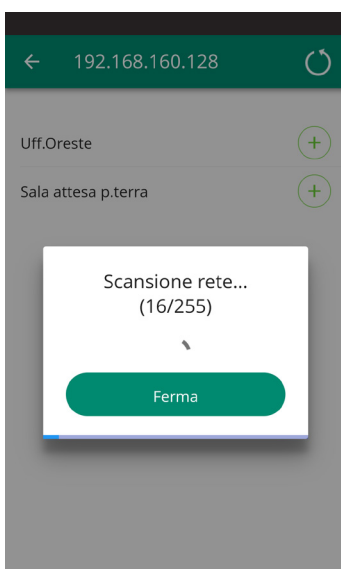 192.168.160.128
Uff.Oreste
Sala attesa p.terra
Scansione rete...
(16/255)
Ferma